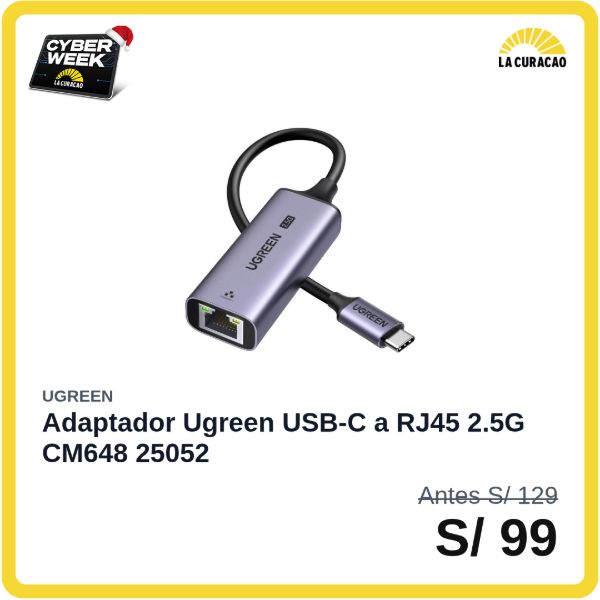 CYBER
WEEK
LA CURACAO
LA CURACAO
UGREEN
2.5G
UGREEN
UGREEN
Adaptador Ugreen USB-C a RJ45 2.5G
CM648 25052
Antes S/ 129
S/ 99